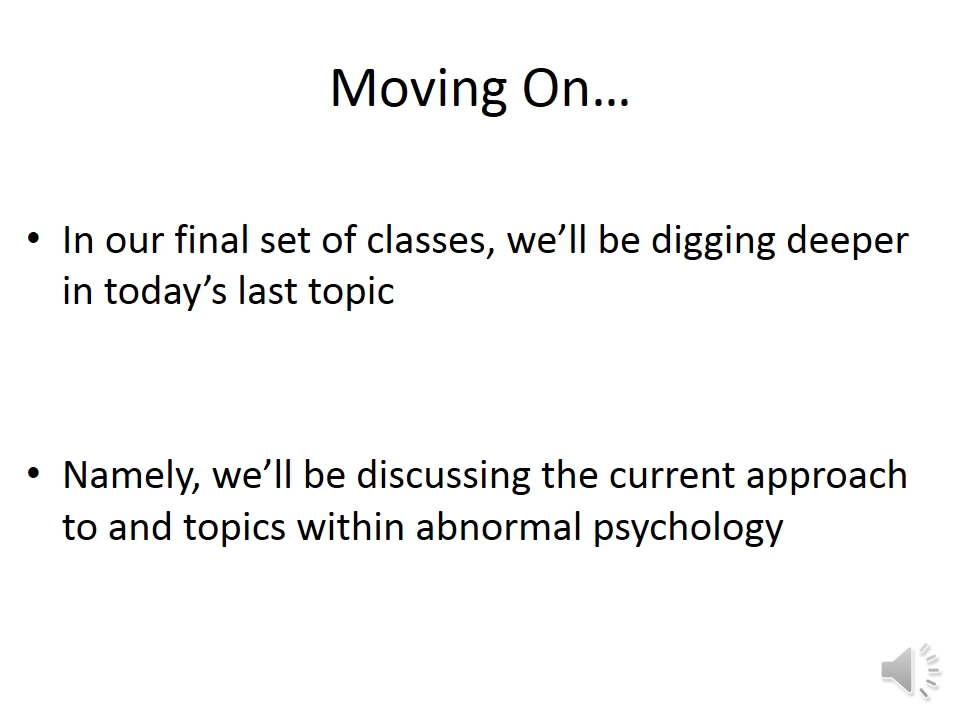 Moving On…
• In our final set of classes, we’ll be digging deeper
in today’s last topic
• Namely, we’ll be discussing the current approach
to and topics within abnormal psychology